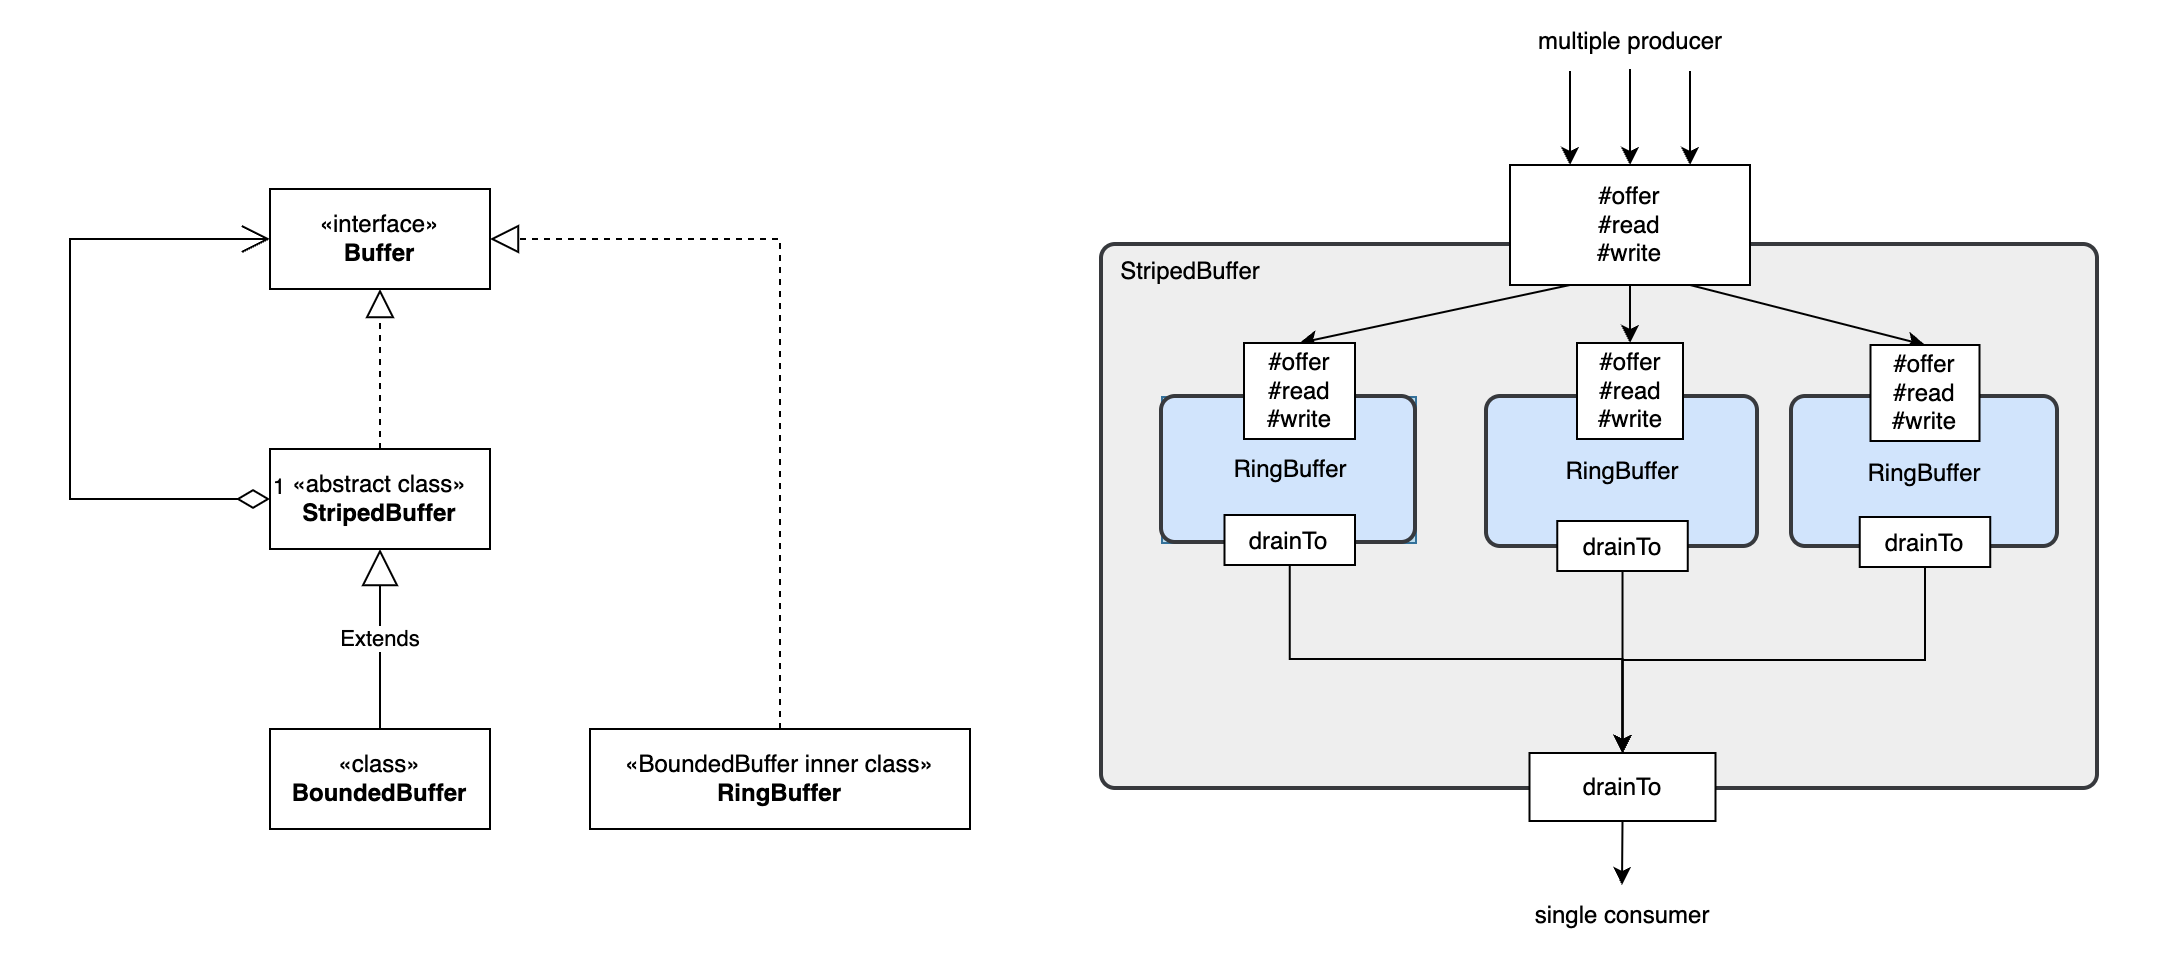 «interface»
Buffer
1
«abstract class»
StripedBuffer
Extends
«class»
BoundedBuffer
«BoundedBuffer inner class»
RingBuffer
multiple producer
#offer
#read
#write
StripedBuffer
#offer
#read
#write
RingBuffer
drainTo
#offer
#read
#write
RingBuffer
drainTo
#offer
#read
#write
RingBuffer
drainTo
drainTo
single consumer